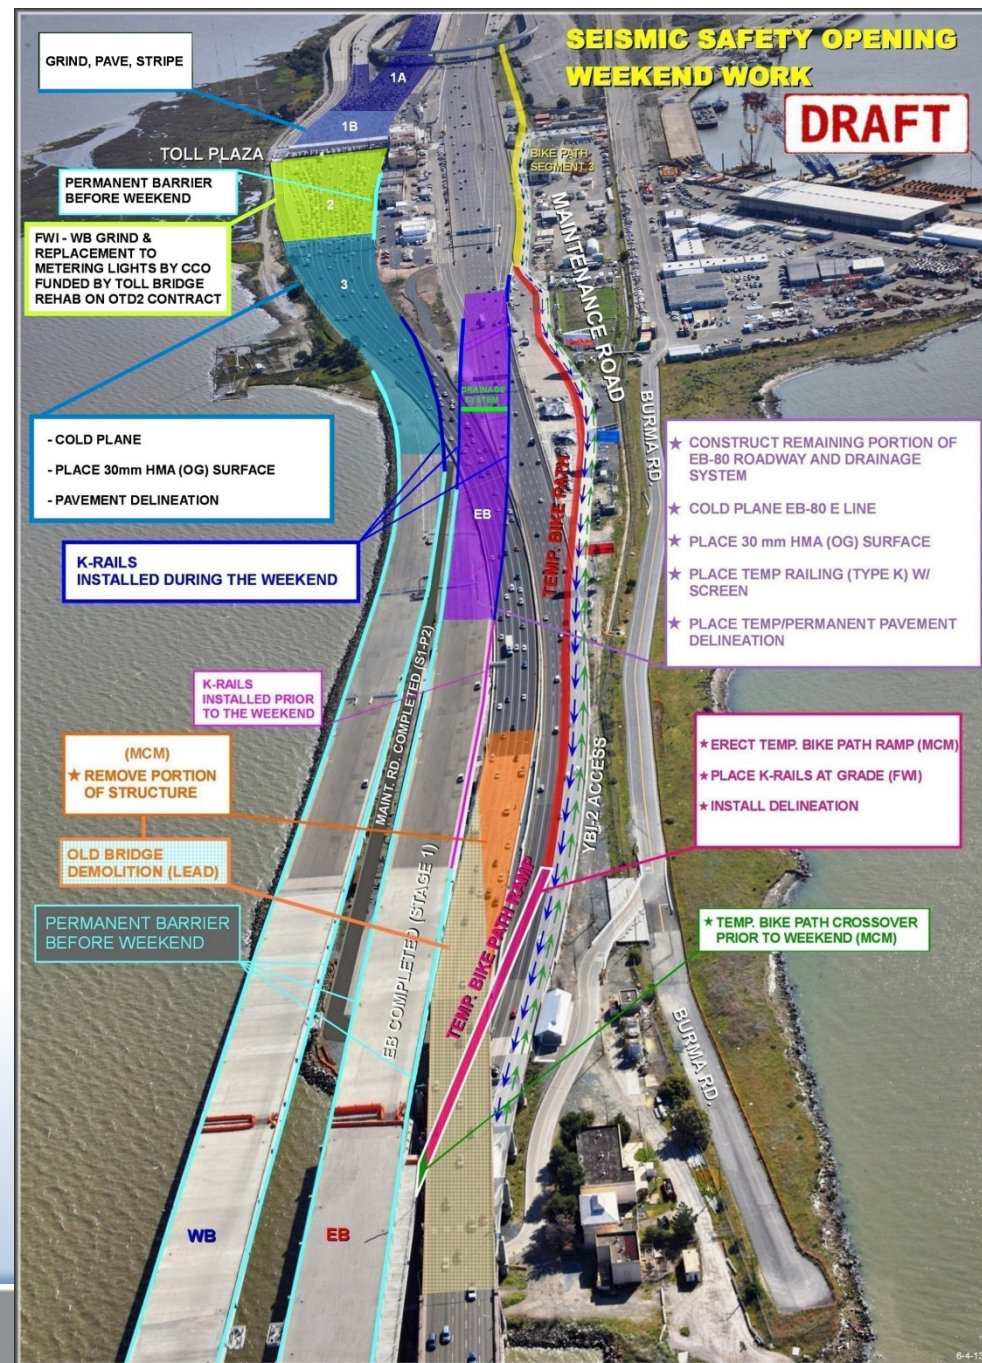 SEISMIC SAFETY OPENING
WEEKEND WORK
DRAFT
GRIND, PAVE, STRIPE
1A
1B
TOLL PLAZA
BIKE PATH
SEGMENT 3
PERMANENT BARRIER
BEFORE WEEKEND
2
FWI - WB GRIND &
REPLACEMENT TO
METERING LIGHTS BY CCO
FUNDED BY TOLL BRIDGE
REHAB ON OTD2 CONTRACT
MAINTENANCE ROAD
3
DRAINAGE
SYSTEM
BURMA RD
- COLD PLANE
- PLACE 30mm HMA (OG) SURFACE
- PAVEMENT DELINEATION
★ CONSTRUCT REMAINING PORTION OF
EB-80 ROADWAY AND DRAINAGE
SYSTEM
★ COLD PLANE EB-80 E LINE
★ PLACE 30 mm HMA (OG) SURFACE
★ PLACE TEMP RAILING (TYPE K) W/
SCREEN
★ PLACE TEMP/PERMANENT PAVEMENT
DELINEATION
EB
TEMP. BIKE PATH
K-RAILS
INSTALLED DURING THE WEEKEND
K-RAILS
INSTALLED PRIOR
TO THE WEEKEND
MAINT. RD. COMPLETED (S1-P2)
(MCM)
★ REMOVE PORTION
OF STRUCTURE
★ ERECT TEMP. BIKE PATH RAMP (MCM)
★ PLACE K-RAILS AT GRADE (FWI)
★ INSTALL DELINEATION
YBI-2 ACCESS
OLD BRIDGE
DEMOLITION (LEAD)
EB COMPLETED (STAGE 1)
TEMP. BIKE PATH RAMP
PERMANENT BARRIER
BEFORE WEEKEND
★ TEMP. BIKE PATH CROSSOVER
PRIOR TO WEEKEND (MCM)
BURMA RD.
WB
EB
6-4-13